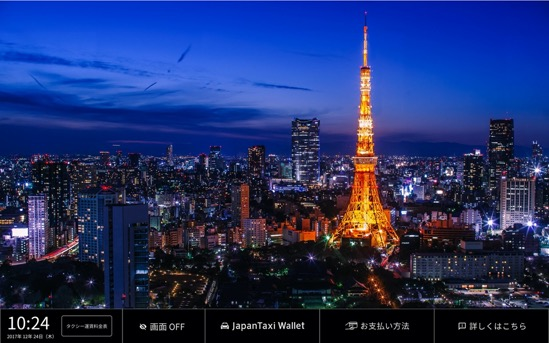 10:24
2017年 12月 24日（木）
タクシー運賃料金表
画面 OFF
JapanTaxi Wallet
お支払い方法
詳しくはこちら